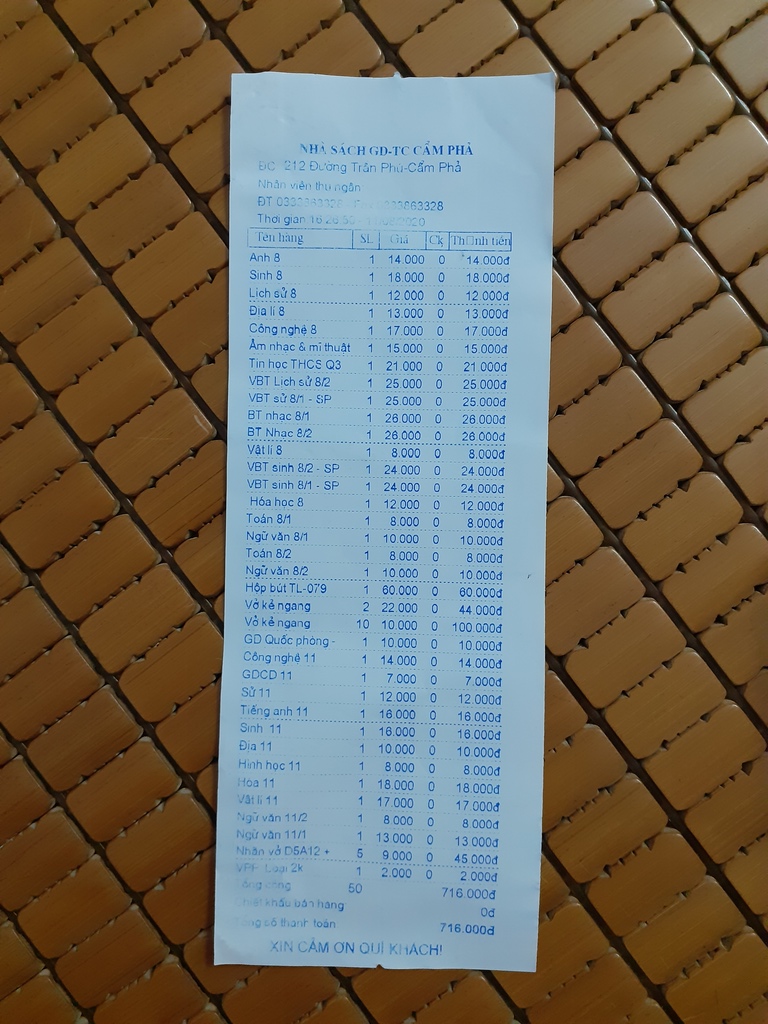 NHÀ SÁCH GD-TC CẨM PHẢ
ĐC 212 Đường Trần Phú-Cẩm Phả
Nhân viên thu ngân
ĐT
Thời gian
Tên hàng SL Giá Ck Thành tiền
Anh 8 1 14.000 0 14.000đ
Sinh 8 1 18.000 0 18.000đ
Lịch sử 8 1 12.000 0 12.000đ
Địa lí 8 1 13.000 0 13.000đ
Công nghệ 8 1 17.000 0 17.000đ
Âm nhạc & mĩ thuật 1 15.000 0 15.000đ
Tin học THCS Q3 1 21.000 0 21.000đ
VBT Lịch sử 8/2 1 25.000 0 25.000đ
VBT sử 8/1 - SP 1 25.000 0 25.000đ
BT nhạc 8/1 1 26.000 0 26.000đ
BT Nhạc 8/2 1 26.000 0 26.000đ
Vật lí 8 1 8.000 0 8.000đ
VBT sinh 8/2 - SP 1 24.000 0 24.000đ
VBT sinh 8/1 - SP 1 24.000 0 24.000đ
Hóa học 8 1 12.000 0 12.000đ
Toán 8/1 1 8.000 0 8.000đ
Ngữ văn 8/1 1 10.000 0 10.000đ
Toán 8/2 1 8.000 0 8.000đ
Ngữ văn 8/2 1 10.000 0 10.000đ
Hộp bút TL-079 1 60.000 0 60.000đ
Vở kẻ ngang 2 22.000 0 44.000đ
Vở kẻ ngang 10 10.000 0 100.000đ
GD Quốc phòng - 1 10.000 0 10.000đ
Công nghệ 11 1 14.000 0 14.000đ
GDCD 11 1 7.000 0 7.000đ
Sử 11 1 12.000 0 12.000đ
Tiếng anh 11 1 16.000 0 16.000đ
Sinh 11 1 16.000 0 16.000đ
Địa 11 1 10.000 0 10.000đ
Hình học 11 1 8.000 0 8.000đ
Hoa 11 1 18.000 0 18.000đ
Vật lí 11 1 17.000 0 17.000đ
Ngữ văn 11/2 1 8.000 0 8.000đ
Ngữ văn 11/1 1 13.000 0 13.000đ
Nhãn vở D5A12 + 5 9.000 0 45.000đ
Loại 2k 1 2.000 0 2.000đ
Tổng cộng 50 716.000đ
Chiết khấu bán hàng 0đ
Tổng số thanh toán 716.000đ
XIN CẢM ƠN QUÍ KHÁCH!